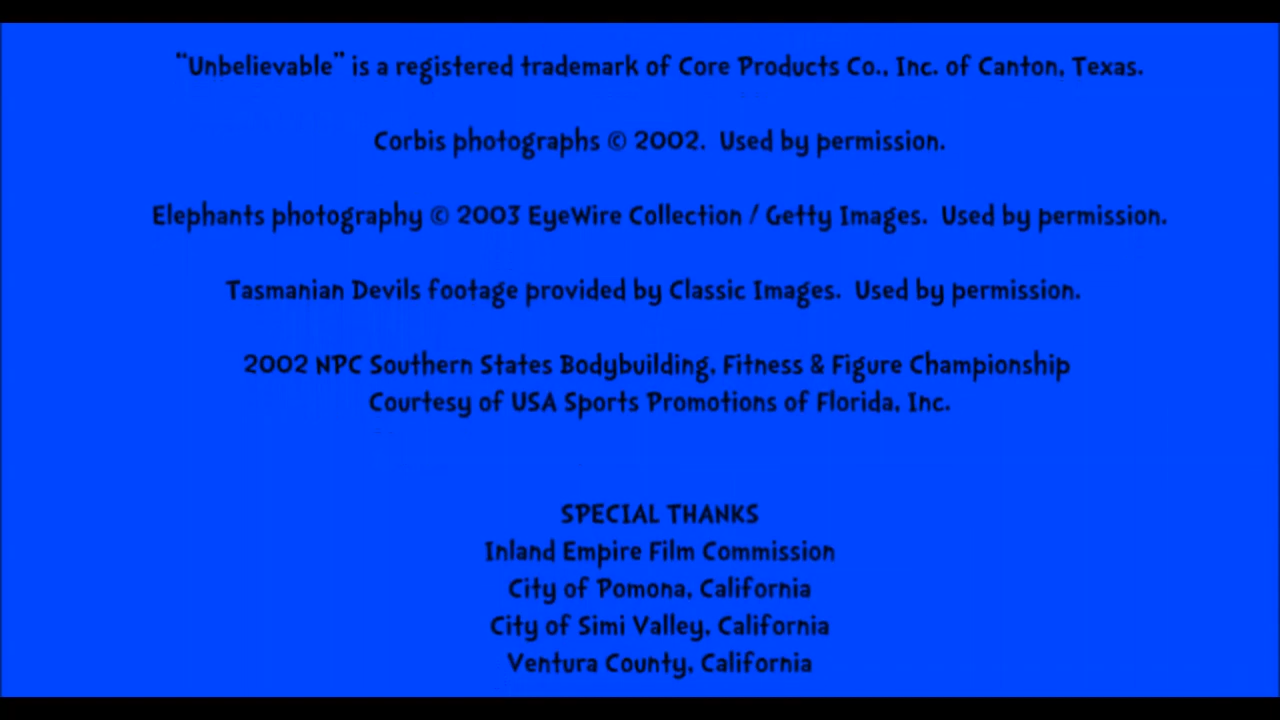 “Unbelievable” is a registered trademark of Core Products Co., Inc. of Canton, Texas.
Corbis photographs © 2002.  Used by permission.
Elephants photography © 2003 EyeWire Collection / Getty Images.  Used by permission.
Tasmanian Devils footage provided by Classic Images.  Used by permission.
2002 NPC Southern States Bodybuilding, Fitness & Figure Championship
Courtesy of USA Sports Promotions of Florida, Inc.
SPECIAL THANKS
Inland Empire Film Commission
City of Pomona, California
City of Simi Valley, California
Ventura County, California